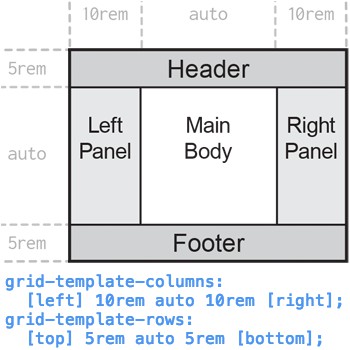 10rem auto 10rem
5rem
Header
auto
Left
Panel
Main
Body
Right
Panel
5rem
Footer
grid-template-columns:
[left] 10rem auto 10rem [right];
grid-template-rows:
[top] 5rem auto 5rem [bottom];